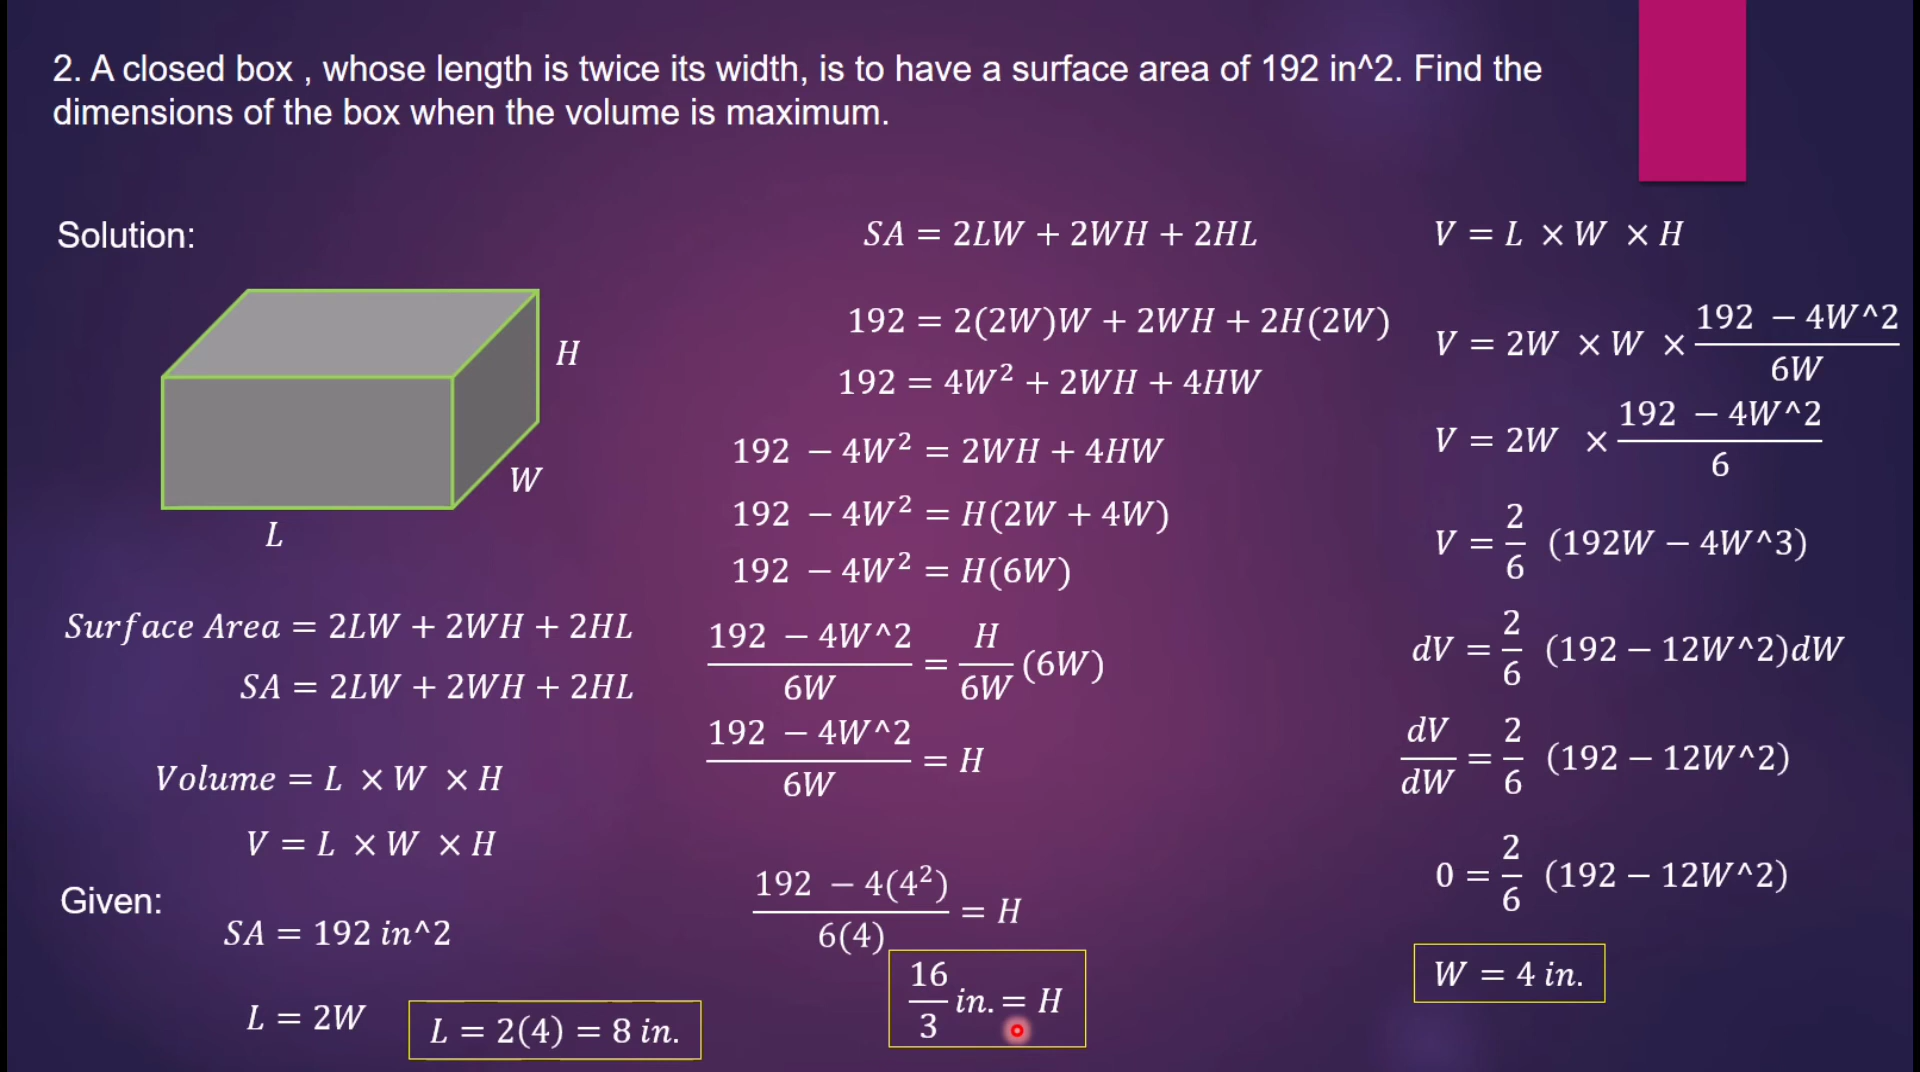 2. A closed box , whose length is twice its width, is to have a surface area of 192 in^2. Find the
dimensions of the box when the volume is maximum.
Solution:
H
W
L
Surface Area = 2LW + 2WH + 2HL
SA = 2LW + 2WH + 2HL
Volume = L × W × H
V = L × W × H
Given:
SA = 192 in^2
L = 2W
L = 2(4) = 8 in.
SA = 2LW + 2WH + 2HL
192 = 2(2W)W + 2WH + 2H(2W)
192 = 4W² + 2WH + 4HW
192 − 4W² = 2WH + 4HW
192 − 4W² = H(2W + 4W)
192 − 4W² = H(6W)
192 − 4W^2
6W
=
H
6W
(6W)
192 − 4W^2
6W
= H
192 − 4(4²)
6(4)
= H
16
3
in. = H
V = L × W × H
V = 2W × W ×
192 − 4W^2
6W
V = 2W ×
192 − 4W^2
6
V =
2
6
(192W − 4W^3)
dV =
2
6
(192 − 12W^2)dW
dV
dW
=
2
6
(192 − 12W^2)
0 =
2
6
(192 − 12W^2)
W = 4 in.